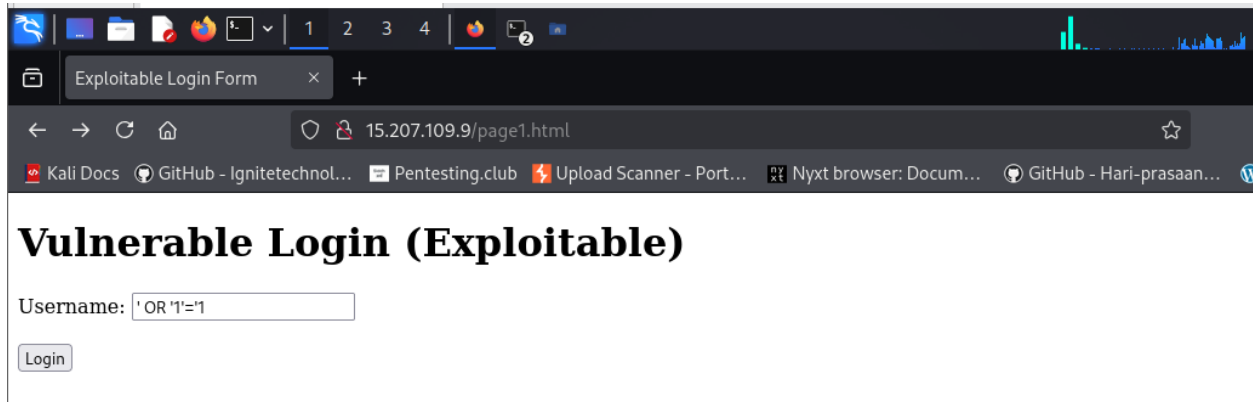 1 2 3 4 2
Exploitable Login Form × +
15.207.109.9/page1.html
Kali Docs GitHub - Ignitetechnol... Pentesting.club Upload Scanner - Port... Nyxt browser: Docum... GitHub - Hari-prasaan...
Vulnerable Login (Exploitable)
Username: ' OR '1'='1
Login